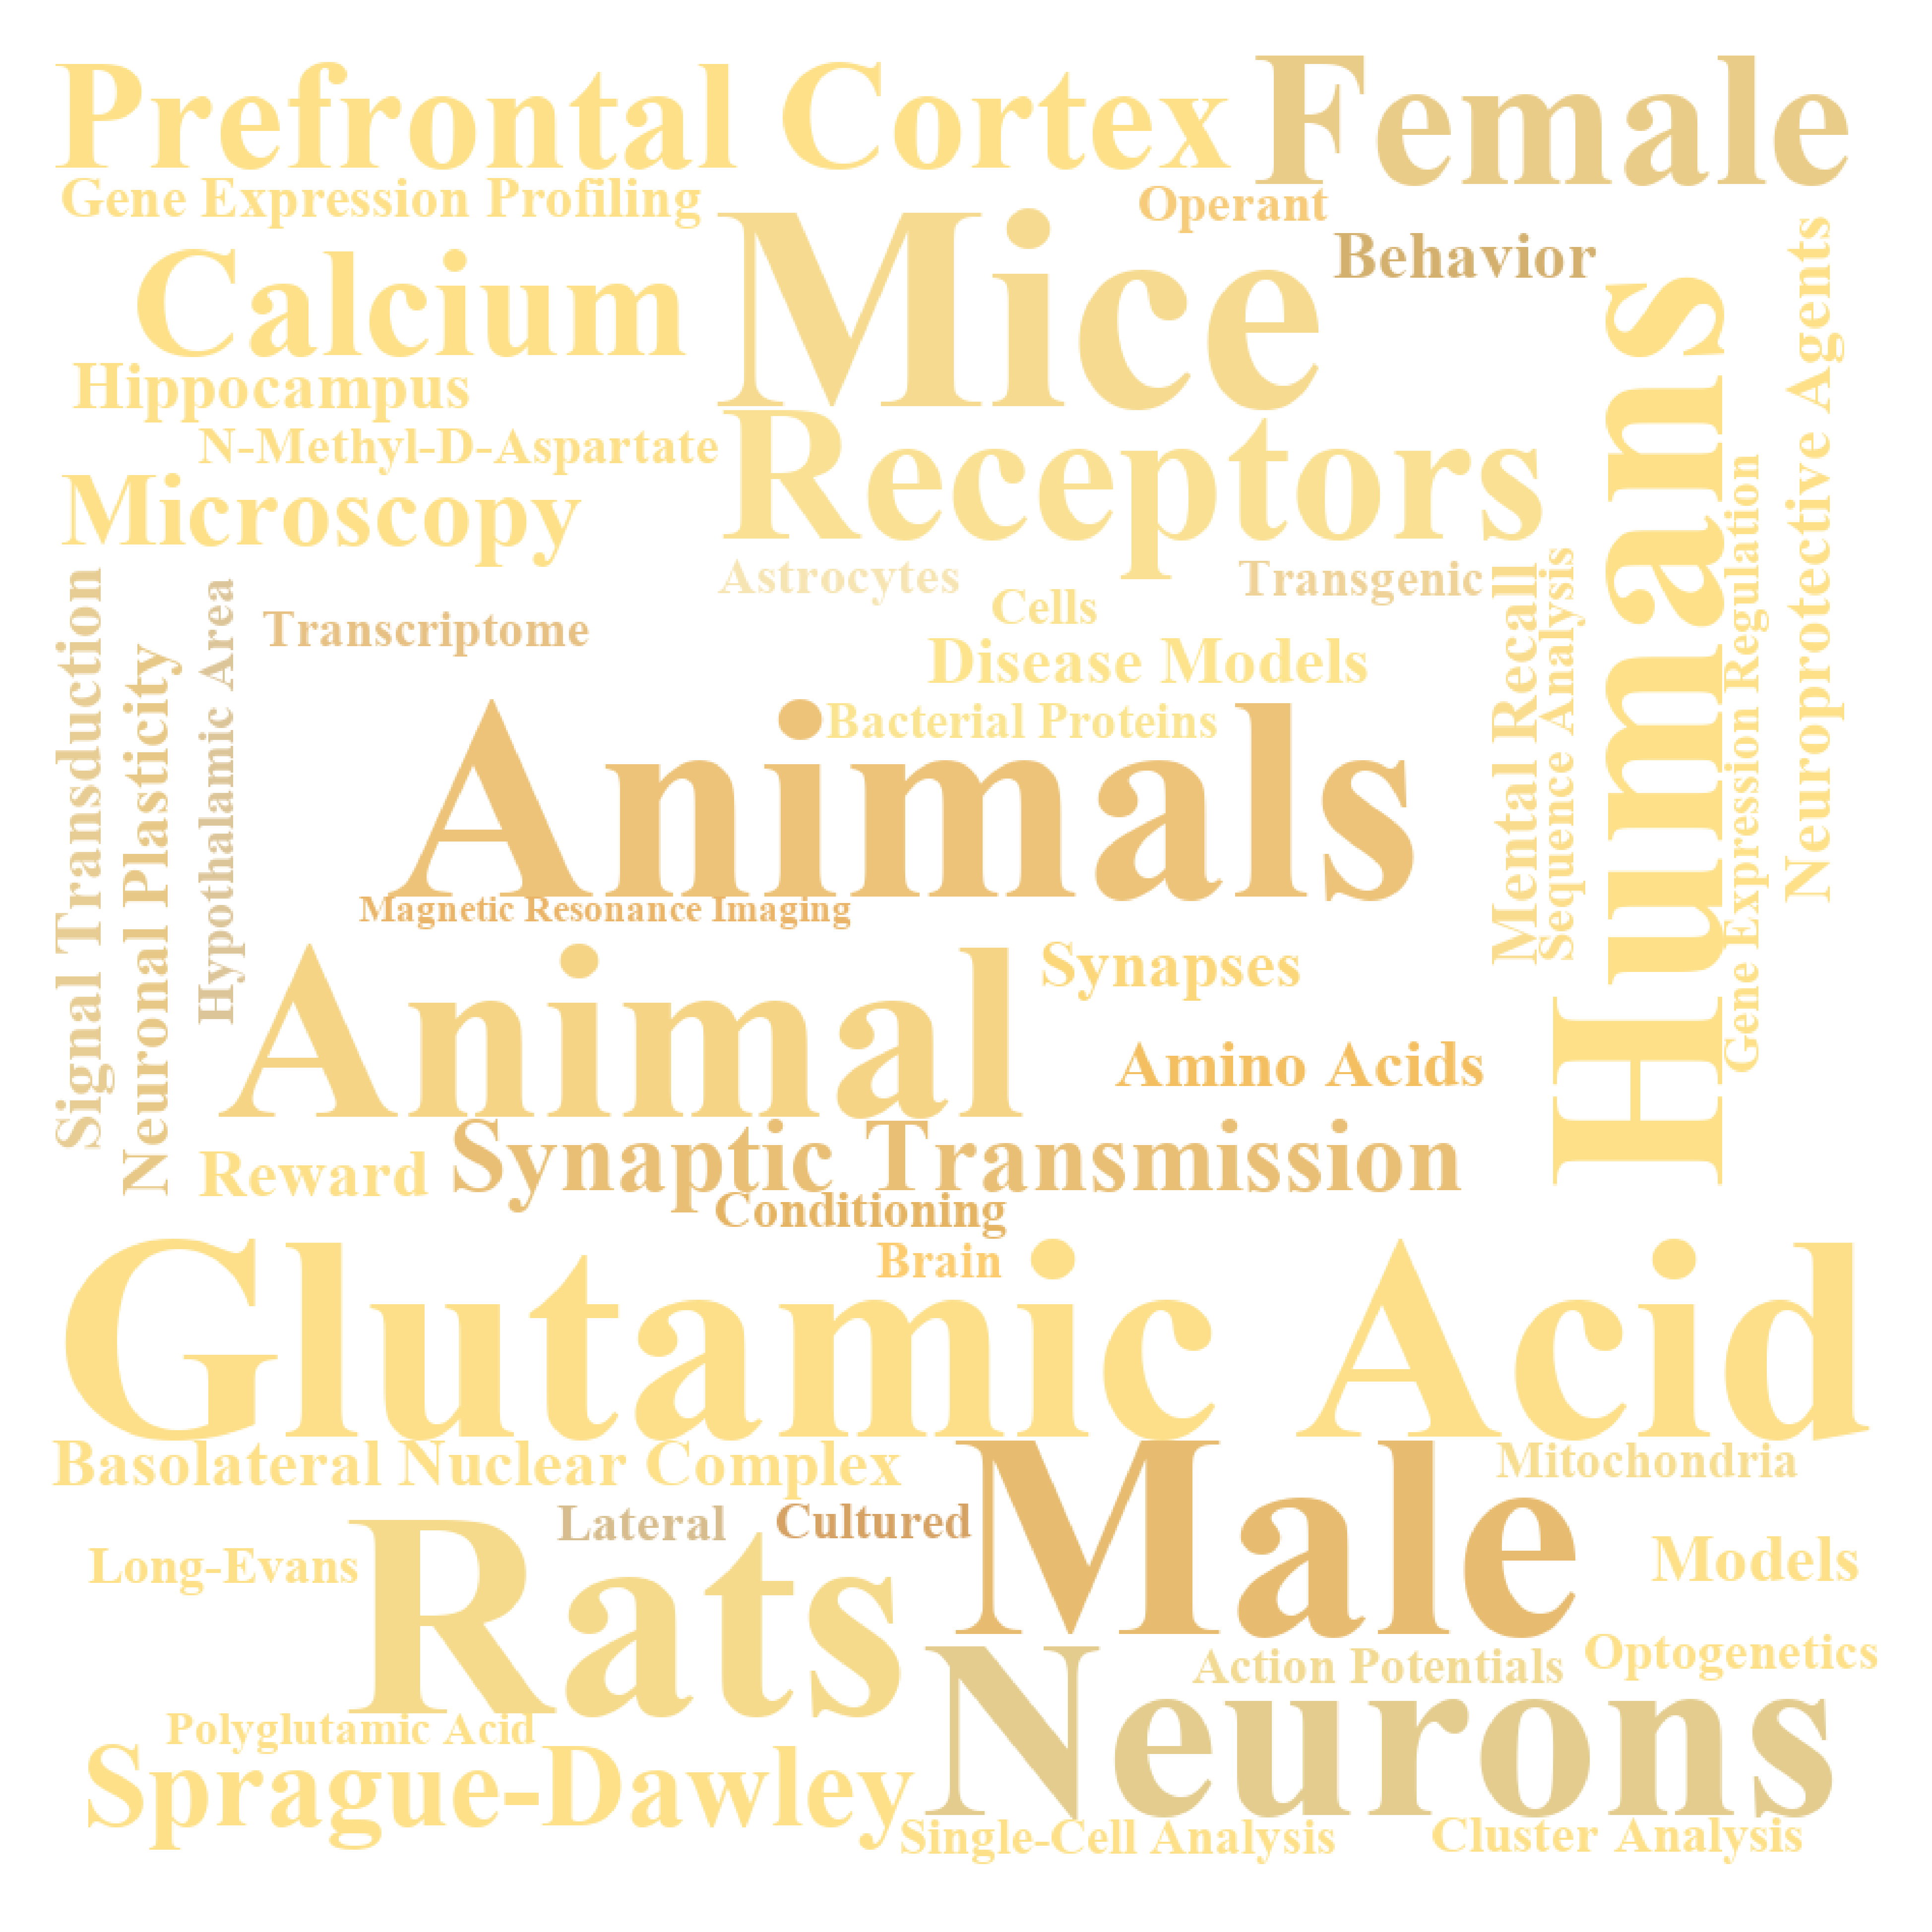 Prefrontal Cortex
Female
Gene Expression Profiling
Operant
Mice
Behavior
Calcium
Humans
Neuroprotective Agents
Hippocampus
N-Methyl-D-Aspartate
Receptors
Microscopy
Gene Expression Regulation
Astrocytes
Cells
Transgenic
Mental Recall
Sequence Analysis
Signal Transduction
Neuronal Plasticity
Hypothalamic Area
Transcriptome
Disease Models
Bacterial Proteins
Animals
Magnetic Resonance Imaging
Animal
Synapses
Amino Acids
Synaptic Transmission
Reward
Conditioning
Brain
Glutamic Acid
Basolateral Nuclear Complex
Male
Mitochondria
Lateral
Cultured
Long-Evans
Rats
Models
Optogenetics
Action Potentials
Neurons
Polyglutamic Acid
Sprague-Dawley
Single-Cell Analysis
Cluster Analysis